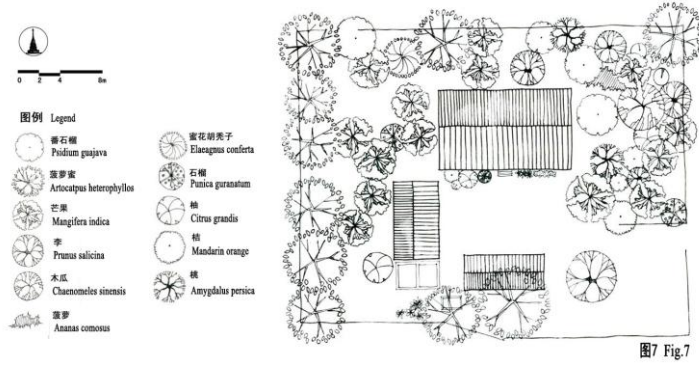 0 2 4 8m
图例 Legend
番石榴
Psidium guajava
菠萝蜜
Artocatpus heterophyllos
芒果
Mangifera indica
李
Prunus salicina
木瓜
Chaenomeles sinensis
菠萝
Ananas comosus
蜜花胡秃子
Elaeagnus conferta
石榴
Punica guranatum
柚
Citrus grandis
桔
Mandarin orange
桃
Amygdalus persica
图7 Fig.7